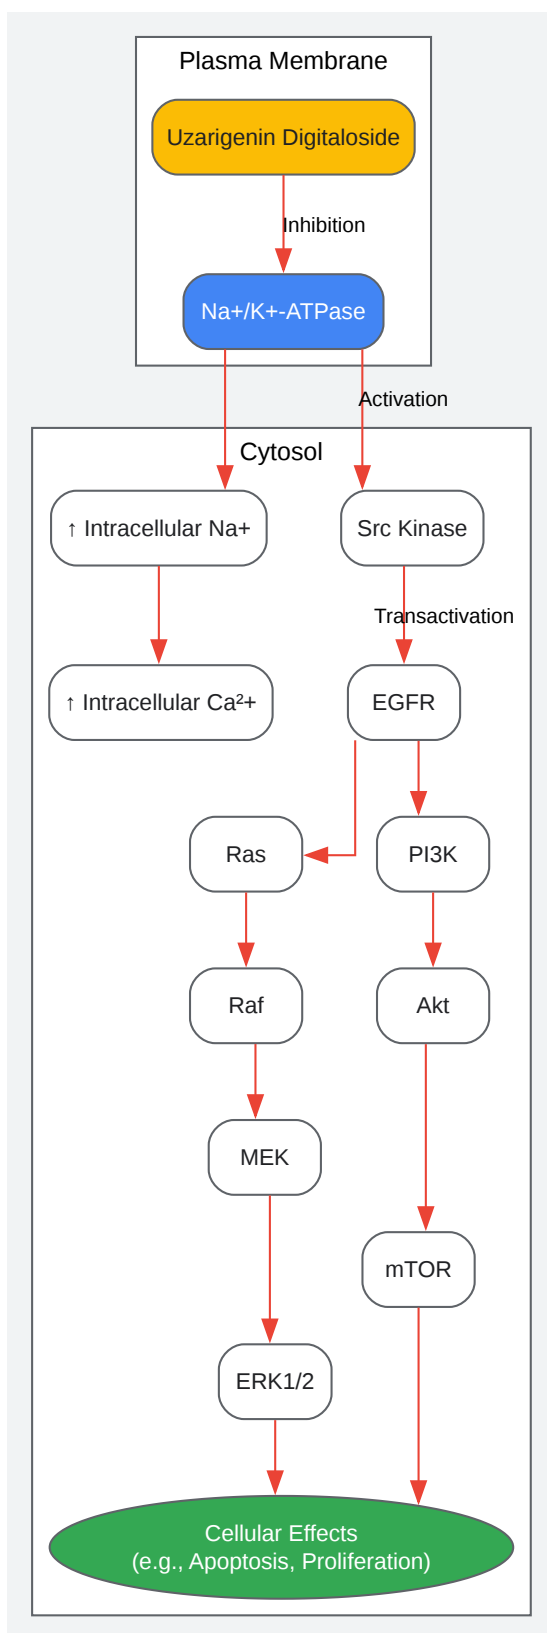 Plasma Membrane
Uzarigenin Digitaloside
Inhibition
Na+/K+-ATPase
Activation
Cytosol
↑ Intracellular Na+
Src Kinase
Transactivation
↑ Intracellular Ca²+
EGFR
Ras
PI3K
Raf
Akt
MEK
mTOR
ERK1/2
Cellular Effects
(e.g., Apoptosis, Proliferation)